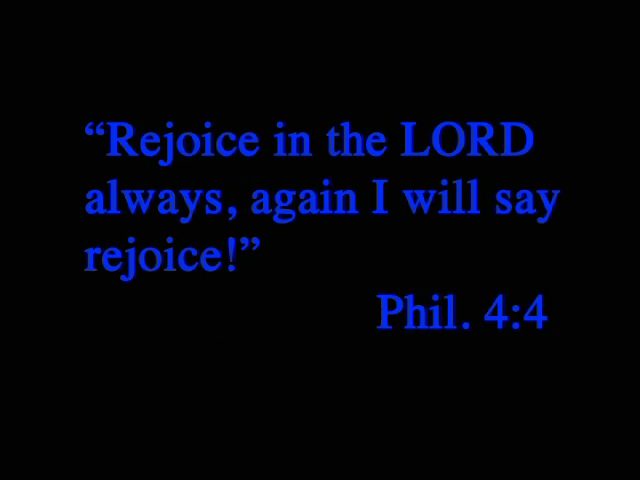 “Rejoice in the LORD
always, again I will say
rejoice!”
Phil. 4:4